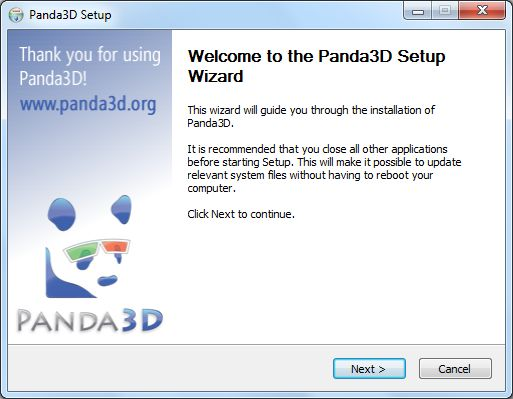 Panda3D Setup
Thank you for using
Panda3D!
www.panda3d.org
PANDA3D
Welcome to the Panda3D Setup
Wizard
This wizard will guide you through the installation of
Panda3D.
It is recommended that you close all other applications
before starting Setup. This will make it possible to update
relevant system files without having to reboot your
computer.
Click Next to continue.
Next >
Cancel